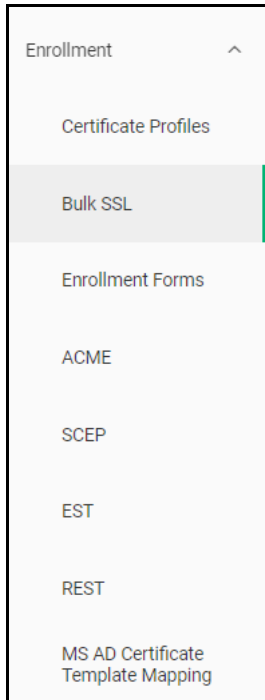 Enrollment
Certificate Profiles
Bulk SSL
Enrollment Forms
ACME
SCEP
EST
REST
MS AD Certificate
Template Mapping